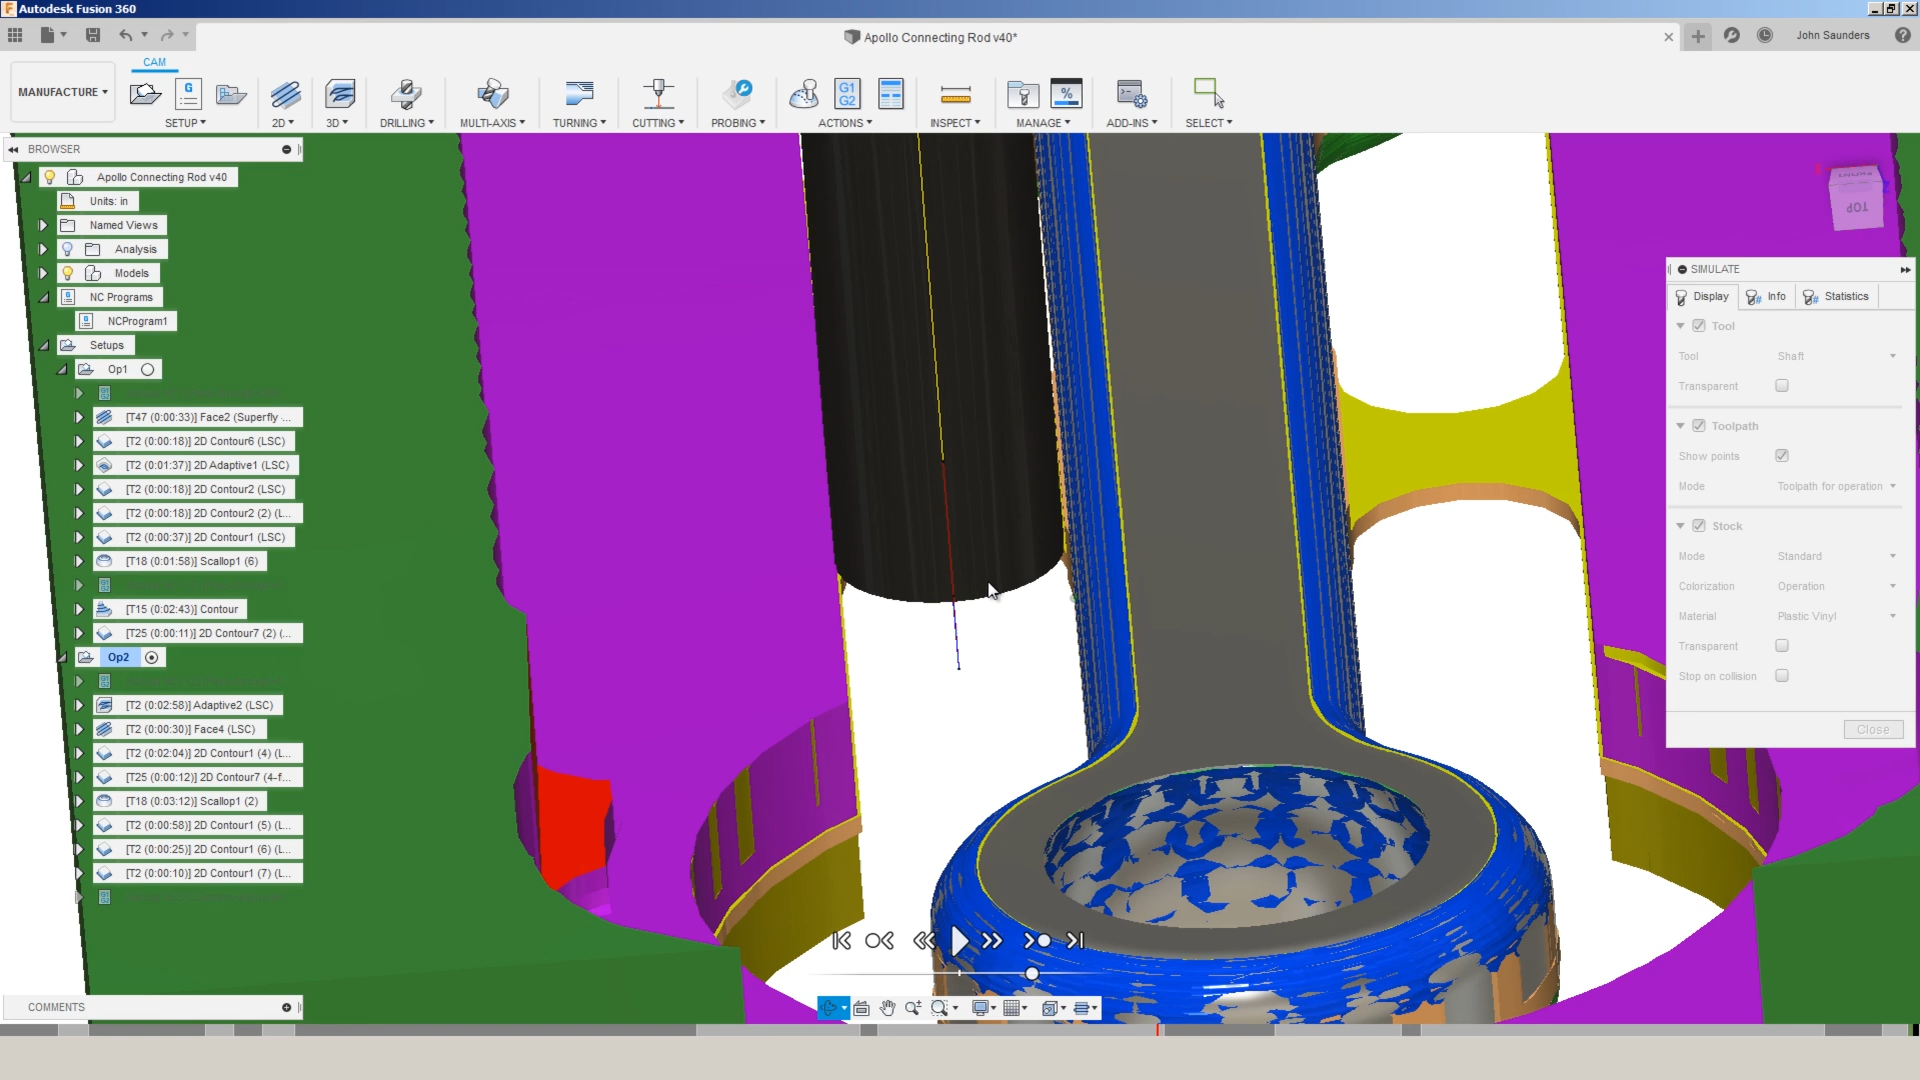 Autodesk Fusion 360
Apollo Connecting Rod v40*
John Saunders
CAM
MANUFACTURE
SETUP
2D
3D
DRILLING
MULTI-AXIS
TURNING
CUTTING
PROBING
ACTIONS
INSPECT
MANAGE
ADD-INS
SELECT
G
G1
G2
%
BROWSER
Apollo Connecting Rod v40
Units: in
Named Views
Analysis
Models
NC Programs
NCProgram1
Setups
Op1
[T47 (0:00:33)] Face2 (Superfly ...
[T2 (0:00:18)] 2D Contour6 (LSC)
[T2 (0:01:37)] 2D Adaptive1 (LSC)
[T2 (0:00:18)] 2D Contour2 (LSC)
[T2 (0:00:18)] 2D Contour2 (2) (L...
[T2 (0:00:37)] 2D Contour1 (LSC)
[T18 (0:01:58)] Scallop1 (6)
[T15 (0:02:43)] Contour
[T25 (0:00:11)] 2D Contour7 (2) (...
Op2
[T2 (0:02:58)] Adaptive2 (LSC)
[T2 (0:00:30)] Face4 (LSC)
[T2 (0:02:04)] 2D Contour1 (4) (L...
[T25 (0:00:12)] 2D Contour7 (4-f...
[T18 (0:03:12)] Scallop1 (2)
[T2 (0:00:58)] 2D Contour1 (5) (L...
[T2 (0:00:25)] 2D Contour1 (6) (L...
[T2 (0:00:10)] 2D Contour1 (7) (L...
COMMENTS
FRONT
TOP
SIMULATE
Display
Info
Statistics
Tool
Tool Shaft
Transparent
Toolpath
Show points
Mode Toolpath for operation
Stock
Mode Standard
Colorization Operation
Material Plastic Vinyl
Transparent
Stop on collision
Close